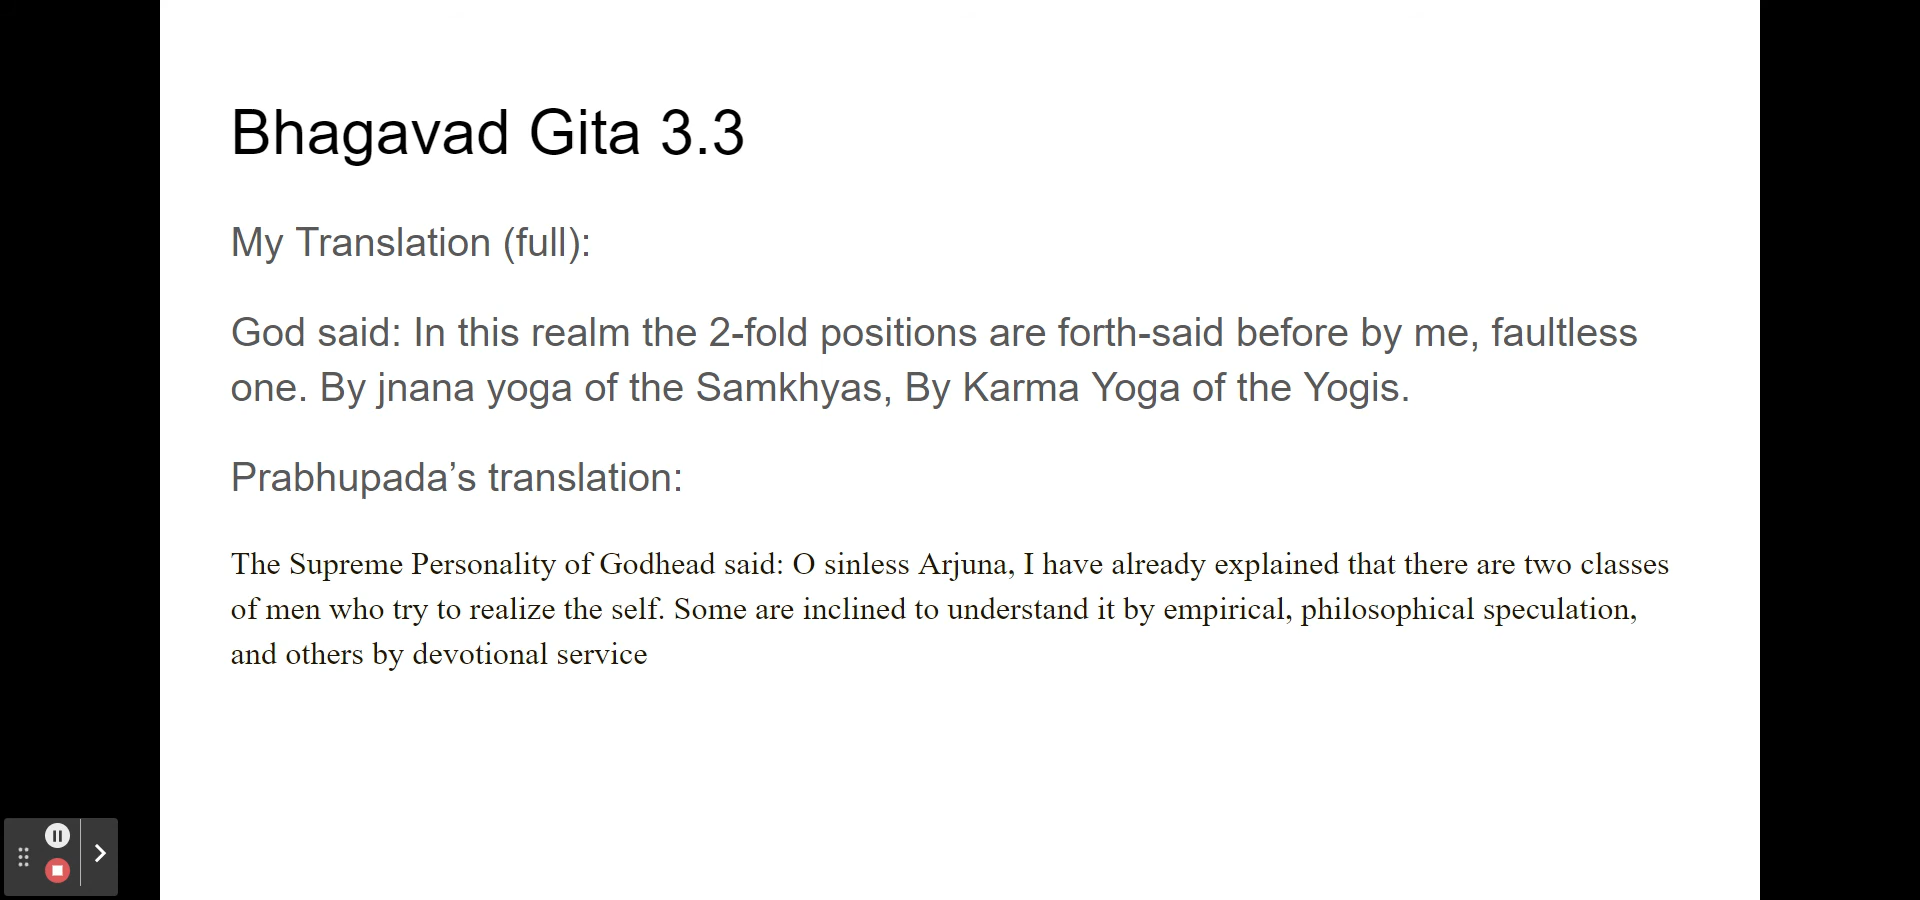 Bhagavad Gita 3.3
My Translation (full):
God said: In this realm the 2-fold positions are forth-said before by me, faultless
one. By jnana yoga of the Samkhyas, By Karma Yoga of the Yogis.
Prabhupada’s translation:
The Supreme Personality of Godhead said: O sinless Arjuna, I have already explained that there are two classes
of men who try to realize the self. Some are inclined to understand it by empirical, philosophical speculation,
and others by devotional service